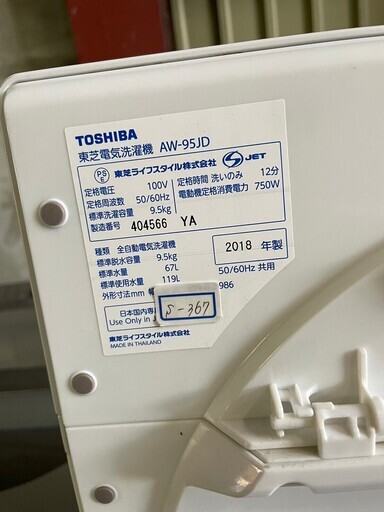 TOSHIBA
東芝電気洗濯機 AW-95JD
PS E 東芝ライフスタイル株式会社 S JET
定格電圧 100V 定格時間 洗いのみ 12分
定格周波数 50/60Hz 電動機定格消費電力 750W
標準洗濯容量 9.5kg
製造番号 404566 YA
種類 全自動電気洗濯機
標準脱水容量 9.5kg 2018 年製
標準水量 67L 50/60Hz 共用
標準使用水量 119L
外形寸法mm 986
日本国内専
Use Only in
S-367
東芝ライフスタイル株式会社
MADE IN THAILAND